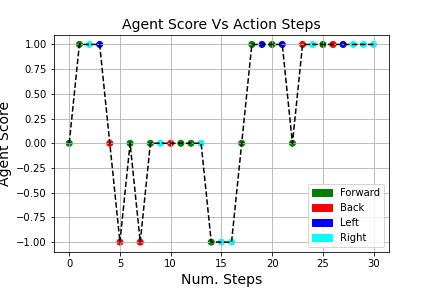 Agent Score Vs Action Steps
Agent Score
1.00
0.75
0.50
0.25
0.00
−0.25
−0.50
−0.75
−1.00
Forward
Back
Left
Right
0 5 10 15 20 25 30
Num. Steps